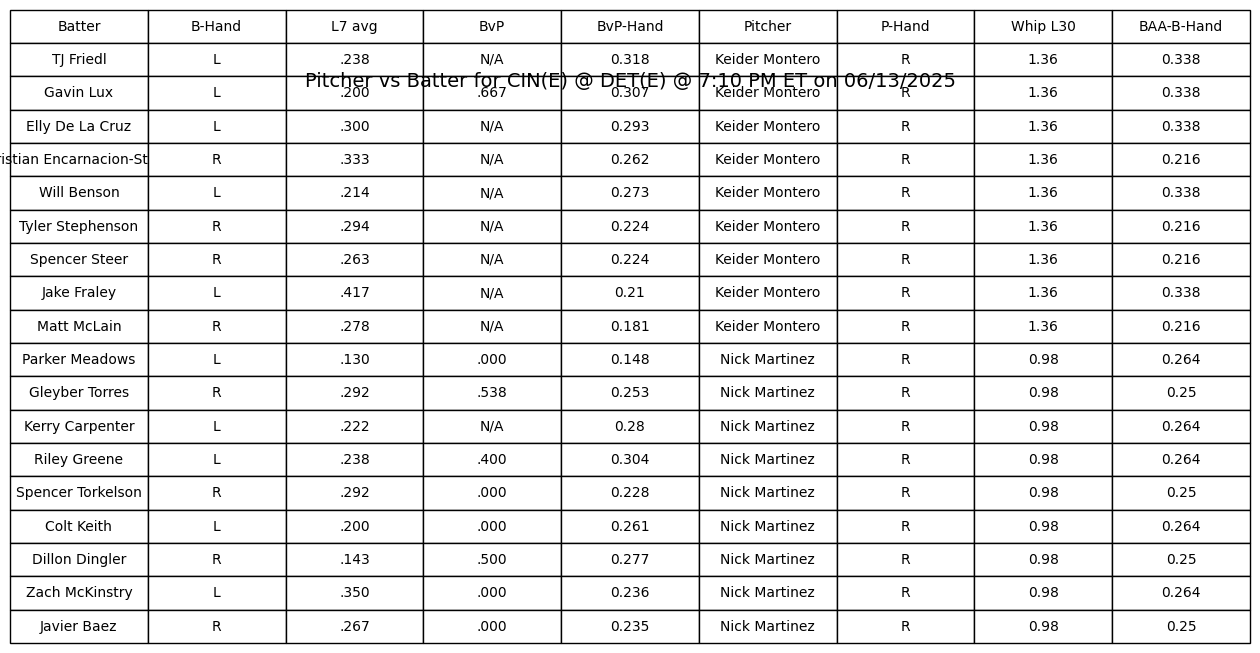 Batter B-Hand L7 avg BvP BvP-Hand Pitcher P-Hand Whip L30 BAA-B-Hand
TJ Friedl L .238 N/A 0.318 Keider Montero R 1.36 0.338
Pitcher vs Batter for CIN(E) @ DET(E) @ 7:10 PM ET on 06/13/2025
Gavin Lux L .200 .667 0.307 Keider Montero R 1.36 0.338
Elly De La Cruz L .300 N/A 0.293 Keider Montero R 1.36 0.338
ristian Encarnacion-St R .333 N/A 0.262 Keider Montero R 1.36 0.216
Will Benson L .214 N/A 0.273 Keider Montero R 1.36 0.338
Tyler Stephenson R .294 N/A 0.224 Keider Montero R 1.36 0.216
Spencer Steer R .263 N/A 0.224 Keider Montero R 1.36 0.216
Jake Fraley L .417 N/A 0.21 Keider Montero R 1.36 0.338
Matt McLain R .278 N/A 0.181 Keider Montero R 1.36 0.216
Parker Meadows L .130 .000 0.148 Nick Martinez R 0.98 0.264
Gleyber Torres R .292 .538 0.253 Nick Martinez R 0.98 0.25
Kerry Carpenter L .222 N/A 0.28 Nick Martinez R 0.98 0.264
Riley Greene L .238 .400 0.304 Nick Martinez R 0.98 0.264
Spencer Torkelson R .292 .000 0.228 Nick Martinez R 0.98 0.25
Colt Keith L .200 .000 0.261 Nick Martinez R 0.98 0.264
Dillon Dingler R .143 .500 0.277 Nick Martinez R 0.98 0.25
Zach McKinstry L .350 .000 0.236 Nick Martinez R 0.98 0.264
Javier Baez R .267 .000 0.235 Nick Martinez R 0.98 0.25